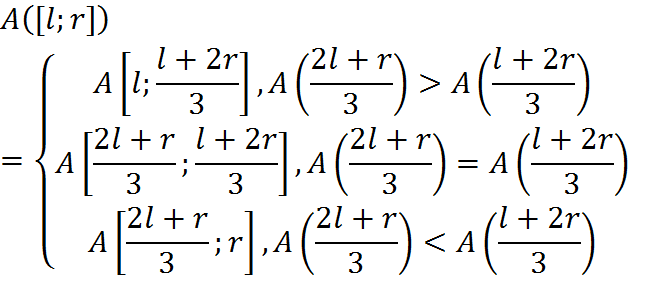 A([l; r])
= { A[l; (l + 2r)/3], A((2l + r)/3) > A((l + 2r)/3)
A[(2l + r)/3; (l + 2r)/3], A((2l + r)/3) = A((l + 2r)/3)
A[(2l + r)/3; r], A((2l + r)/3) < A((l + 2r)/3)